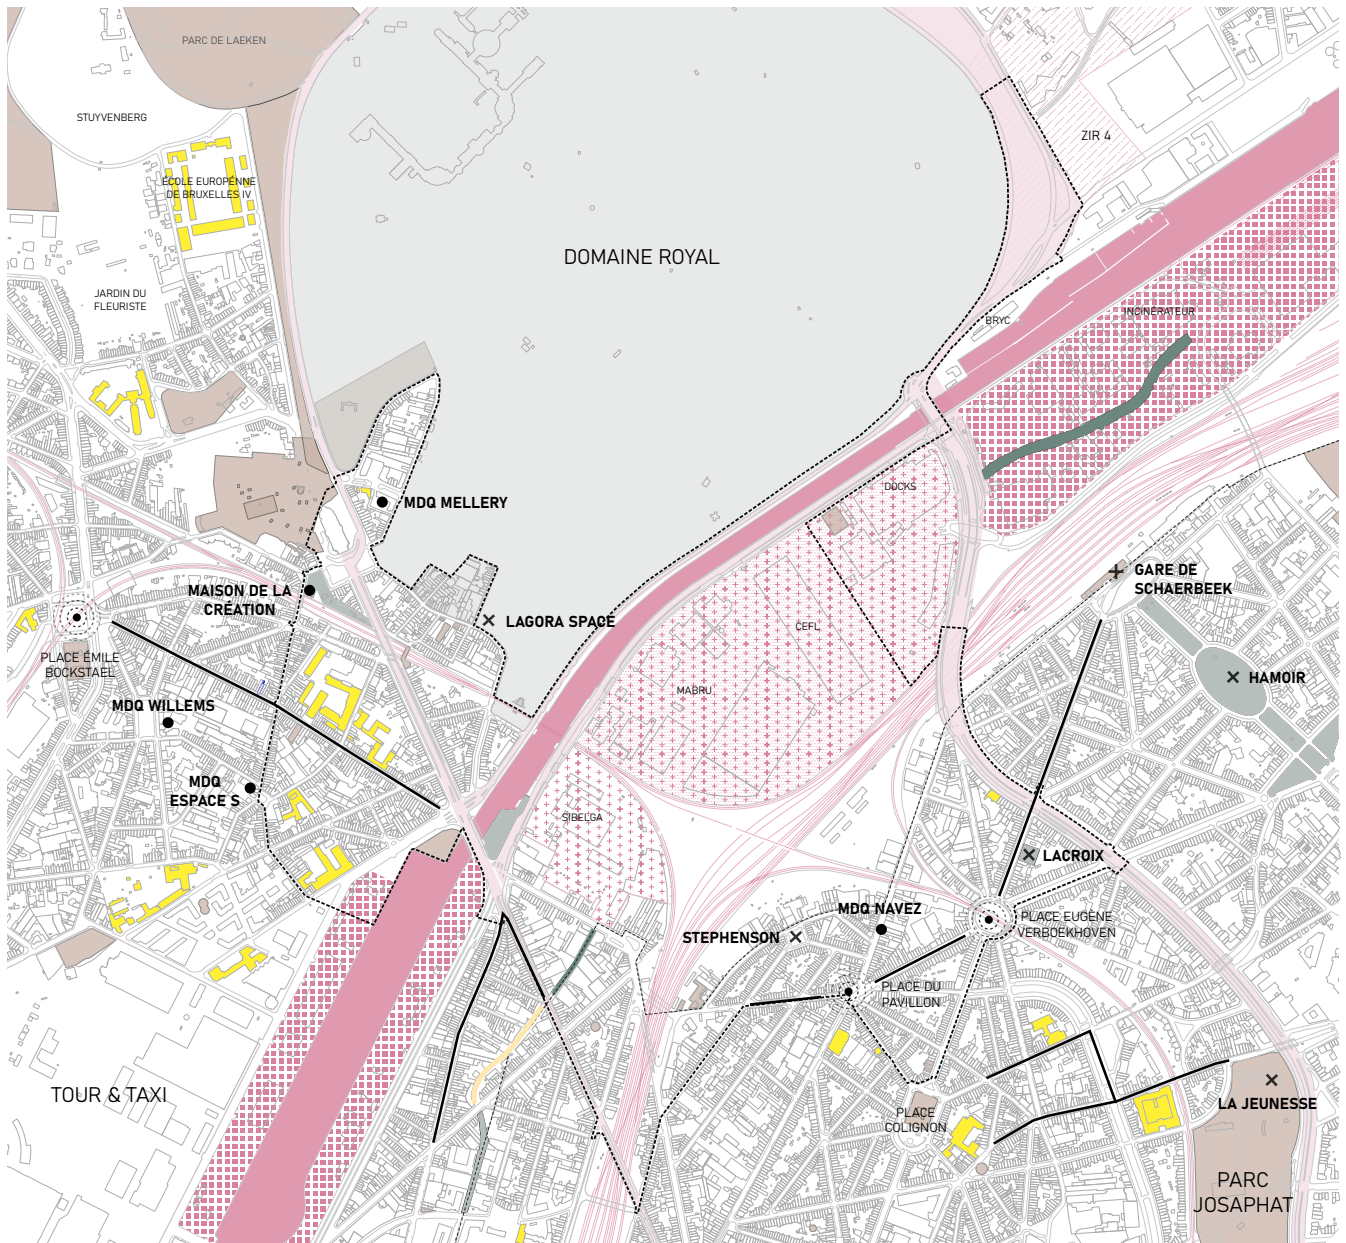 PARC DE LAEKEN
STUYVENBERG
ZIR 4
ÉCOLE EUROPÉNNE
DE BRUXELLES IV
DOMAINE ROYAL
JARDIN DU
FLEURISTE
INCINÉRATEUR
BRYC
DOCKS
MDQ MELLERY
GARE DE
SCHAERBEEK
MAISON DE LA
CRÉATION
LAGORA SPACE
CEFL
PLACE ÉMILE
BOCKSTAEL
HAMOIR
MABRU
MDQ WILLEMS
MDQ
ESPACE S
SIBELGA
LACROIX
MDQ NAVEZ
PLACE EUGÈNE
VERBOEKHOVEN
STEPHENSON
PLACE DU
PAVILLON
TOUR & TAXI
LA JEUNESSE
PLACE
COLIGNON
PARC
JOSAPHAT